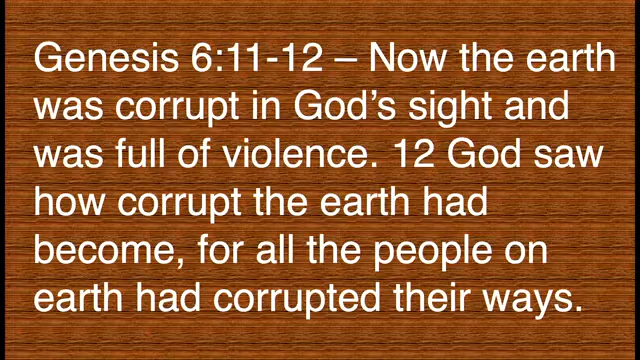 Genesis 6:11-12 – Now the earth
was corrupt in God’s sight and
was full of violence. 12 God saw
how corrupt the earth had
become, for all the people on
earth had corrupted their ways.